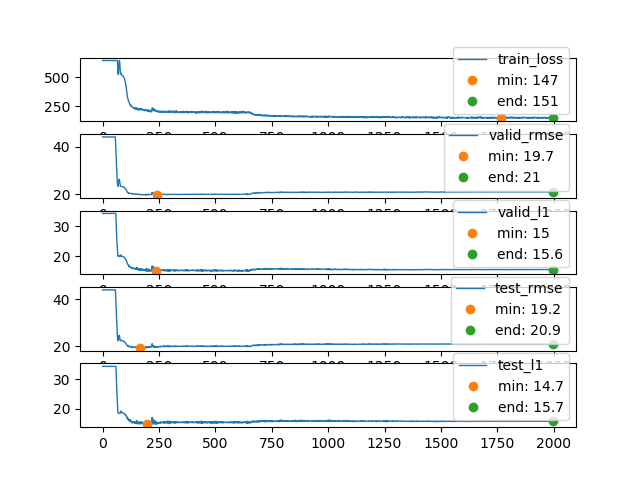 train_loss
min: 147
end: 151
500
250
valid_rmse
min: 19.7
end: 21
40
20
valid_l1
min: 15
end: 15.6
30
20
test_rmse
min: 19.2
end: 20.9
40
20
test_l1
min: 14.7
end: 15.7
30
20
0 250 500 750 1000 1250 1500 1750 2000